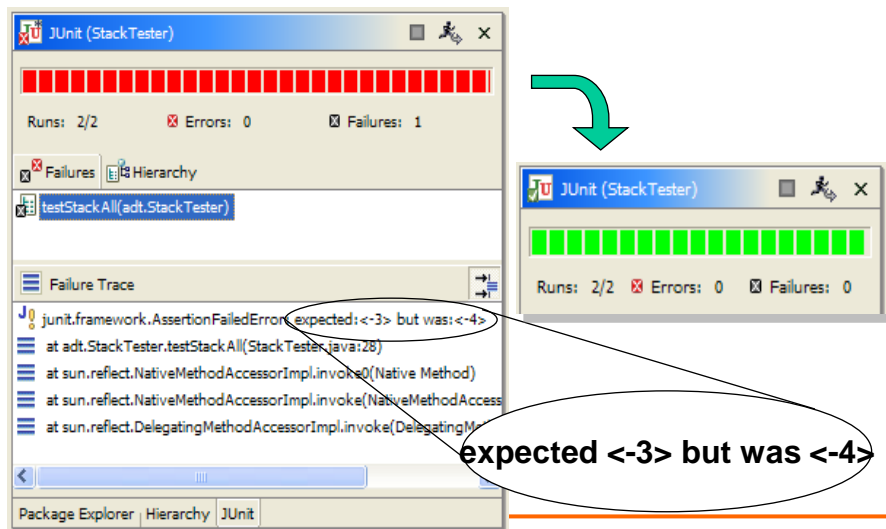 JUnit (StackTester)
Runs: 2/2 Errors: 0 Failures: 1
Failures Hierarchy
testStackAll(adt.StackTester)
Failure Trace
junit.framework.AssertionFailedError: expected:<-3> but was:<-4>
at adt.StackTester.testStackAll(StackTester.java:28)
at sun.reflect.NativeMethodAccessorImpl.invoke0(Native Method)
at sun.reflect.NativeMethodAccessorImpl.invoke(NativeMethodAccess
at sun.reflect.DelegatingMethodAccessorImpl.invoke(DelegatingMe
Package Explorer Hierarchy JUnit
JUnit (StackTester)
Runs: 2/2 Errors: 0 Failures: 0
expected <-3> but was <-4>